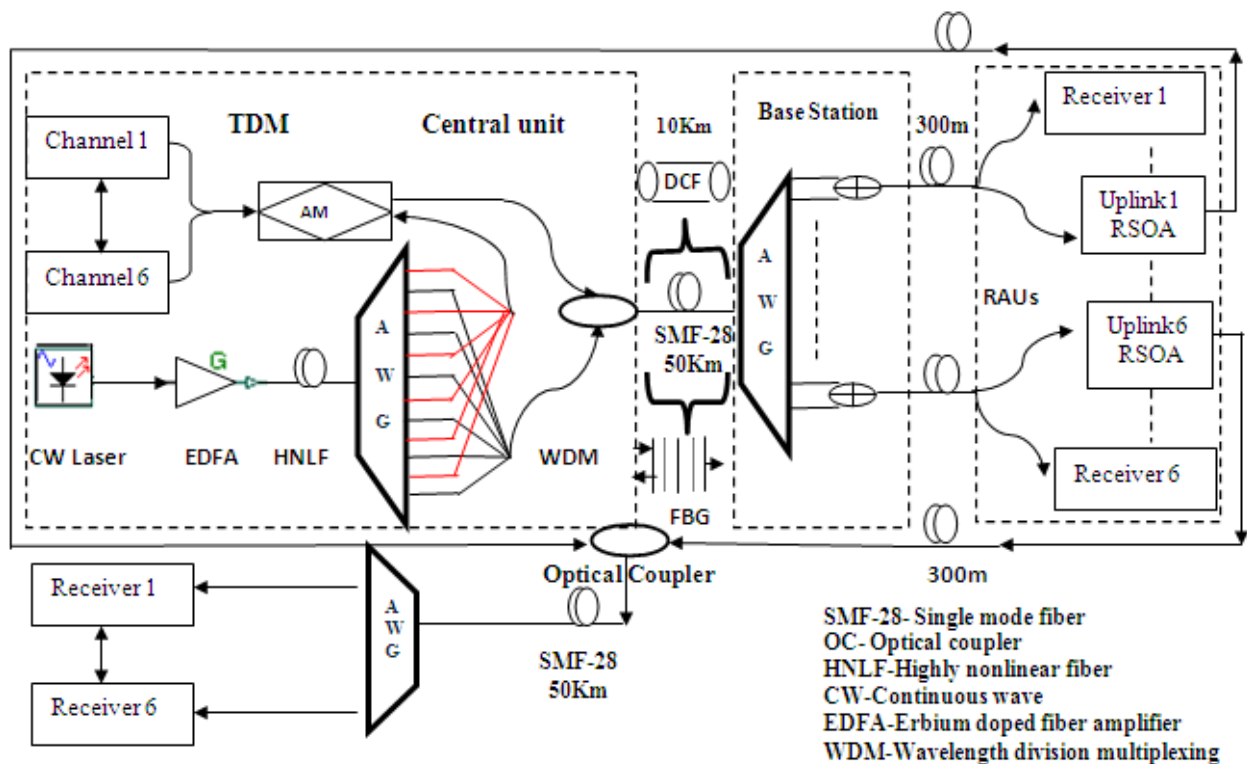 TDM
Central unit
10Km
Base Station
300m
Channel 1
AM
Channel 6
DCF
Receiver 1
Uplink1
RSOA
RAUs
Uplink6
RSOA
Receiver 6
G
A
W
G
CW Laser
EDFA
HNLF
WDM
SMF-28
50Km
A
W
G
FBG
Optical Coupler
300m
Receiver 1
Receiver 6
A
W
G
SMF-28
50Km
SMF-28- Single mode fiber
OC- Optical coupler
HNLF-Highly nonlinear fiber
CW-Continuous wave
EDFA-Erbium doped fiber amplifier
WDM-Wavelength division multiplexing